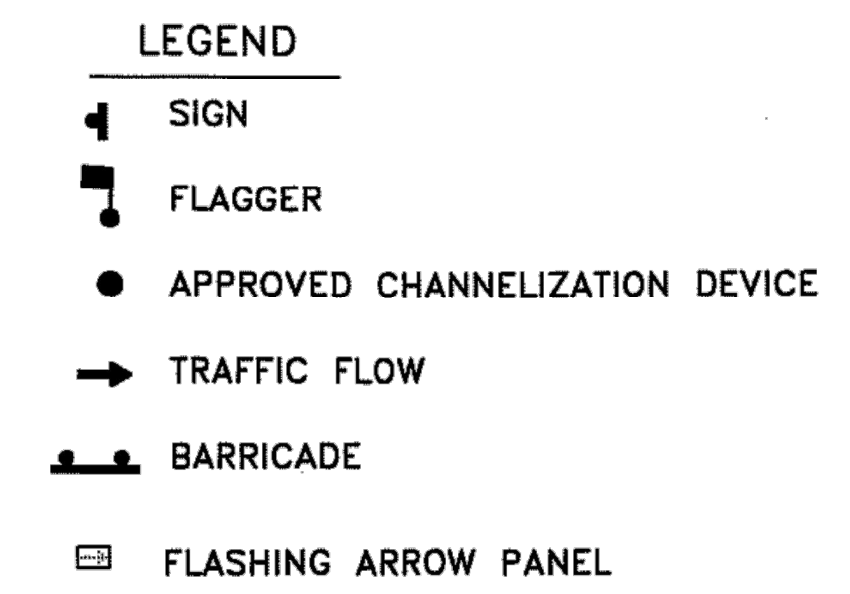 LEGEND
SIGN
FLAGGER
APPROVED CHANNELIZATION DEVICE
TRAFFIC FLOW
BARRICADE
FLASHING ARROW PANEL